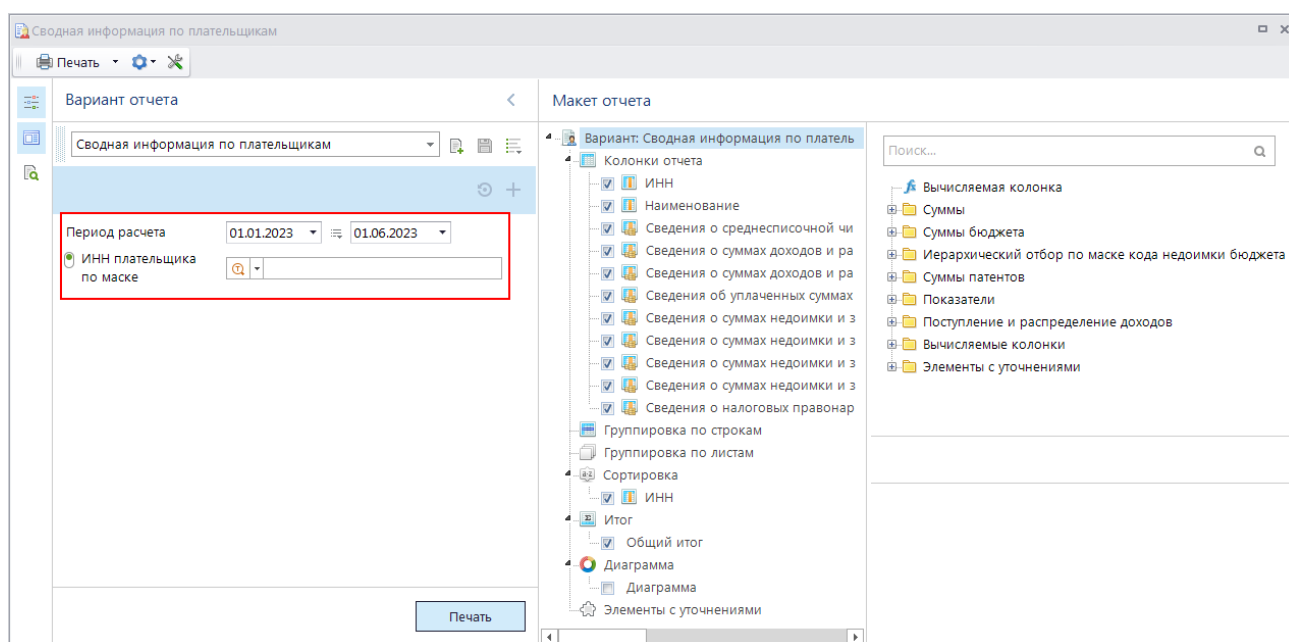 Сводная информация по плательщикам
Печать
Вариант отчета
Сводная информация по плательщикам
Период расчета 01.01.2023 01.06.2023
ИНН плательщика
по маске
Печать
Макет отчета
Вариант: Сводная информация по платель
Колонки отчета
ИНН
Наименование
Сведения о среднесписочной чи
Сведения о суммах доходов и ра
Сведения о суммах доходов и ра
Сведения об уплаченных суммах
Сведения о суммах недоимки и з
Сведения о суммах недоимки и з
Сведения о суммах недоимки и з
Сведения о суммах недоимки и з
Сведения о налоговых правонар
Группировка по строкам
Группировка по листам
Сортировка
ИНН
Итог
Общий итог
Диаграмма
Диаграмма
Элементы с уточнениями
Поиск...
Вычисляемая колонка
Суммы
Суммы бюджета
Иерархический отбор по маске кода недоимки бюджета
Суммы патентов
Показатели
Поступление и распределение доходов
Вычисляемые колонки
Элементы с уточнениями